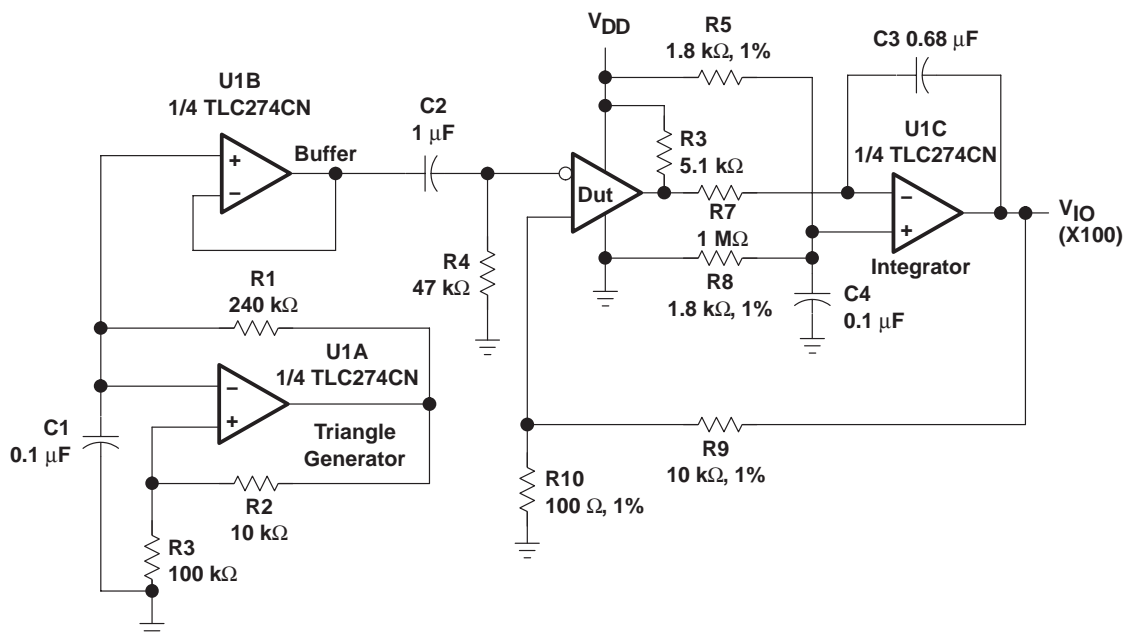 VDD
R5
1.8 kΩ, 1%
C3 0.68 μF
U1B
1/4 TLC274CN
C2
1 μF
Buffer
+
−
R3
5.1 kΩ
U1C
1/4 TLC274CN
Dut
−
+
R7
1 MΩ
VIO
(X100)
R4
47 kΩ
R8
1.8 kΩ, 1%
Integrator
C4
0.1 μF
R1
240 kΩ
U1A
1/4 TLC274CN
−
+
C1
0.1 μF
Triangle
Generator
R9
10 kΩ, 1%
R2
10 kΩ
R10
100 Ω, 1%
R3
100 kΩ